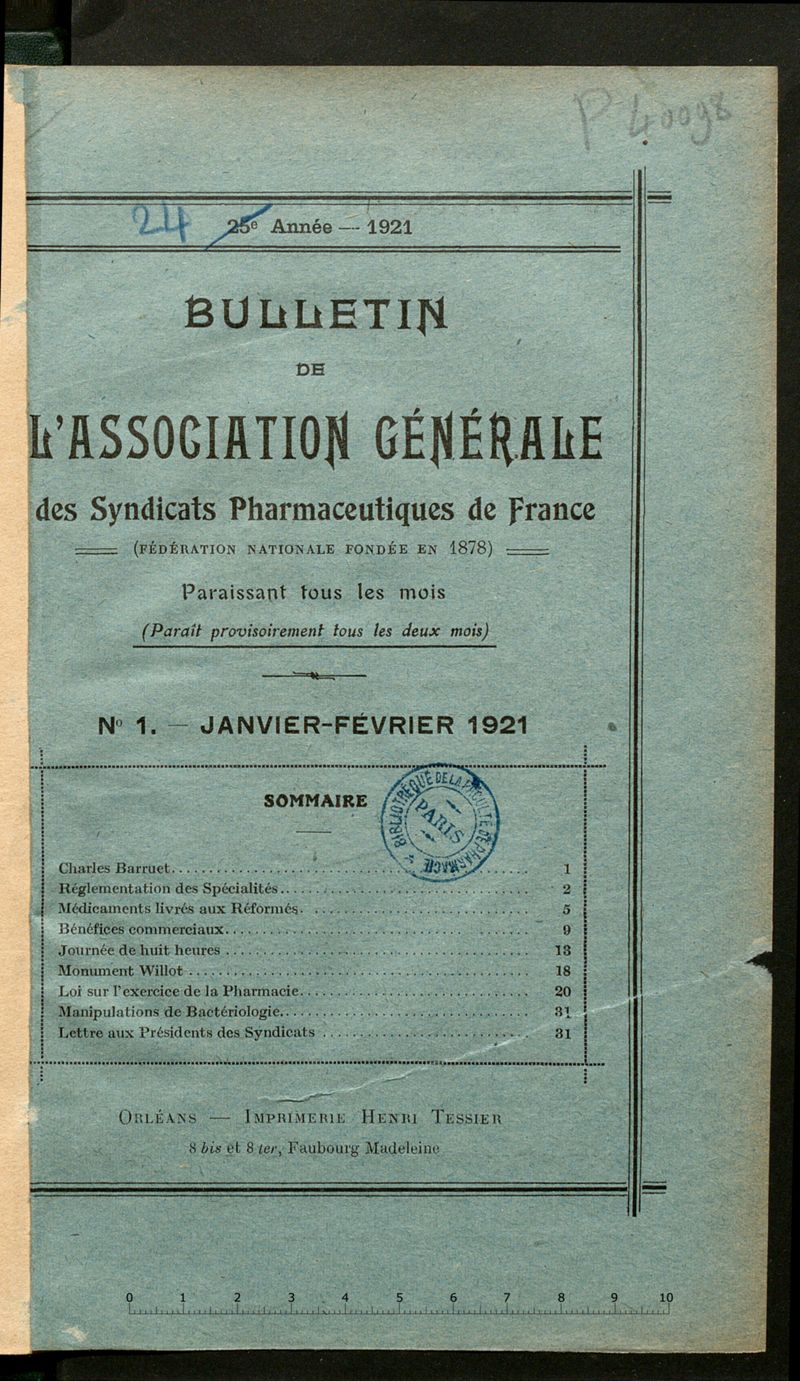 P 40098
24 25e Année — 1921
BULLETIN
DE
L'ASSOCIATION GÉNÉRALE
des Syndicats Pharmaceutiques de France
(FÉDÉRATION NATIONALE FONDÉE EN 1878)
Paraissant tous les mois
(Paraît provisoirement tous les deux mois)
No 1. — JANVIER-FÉVRIER 1921
SOMMAIRE
BIBLIOTHÈQUE DE LA FACULTÉ DE PHARMACIE
PARIS
Charles Barruet 1
Réglementation des Spécialités 2
Médicaments livrés aux Réformés 5
Bénéfices commerciaux 9
Journée de huit heures 13
Monument Willot 18
Loi sur l'exercice de la Pharmacie 20
Manipulations de Bactériologie 31
Lettre aux Présidents des Syndicats 31
ORLÉANS — IMPRIMERIE HENRI TESSIER
8 bis et 8 ter, Faubourg Madeleine
0 1 2 3 4 5 6 7 8 9 10